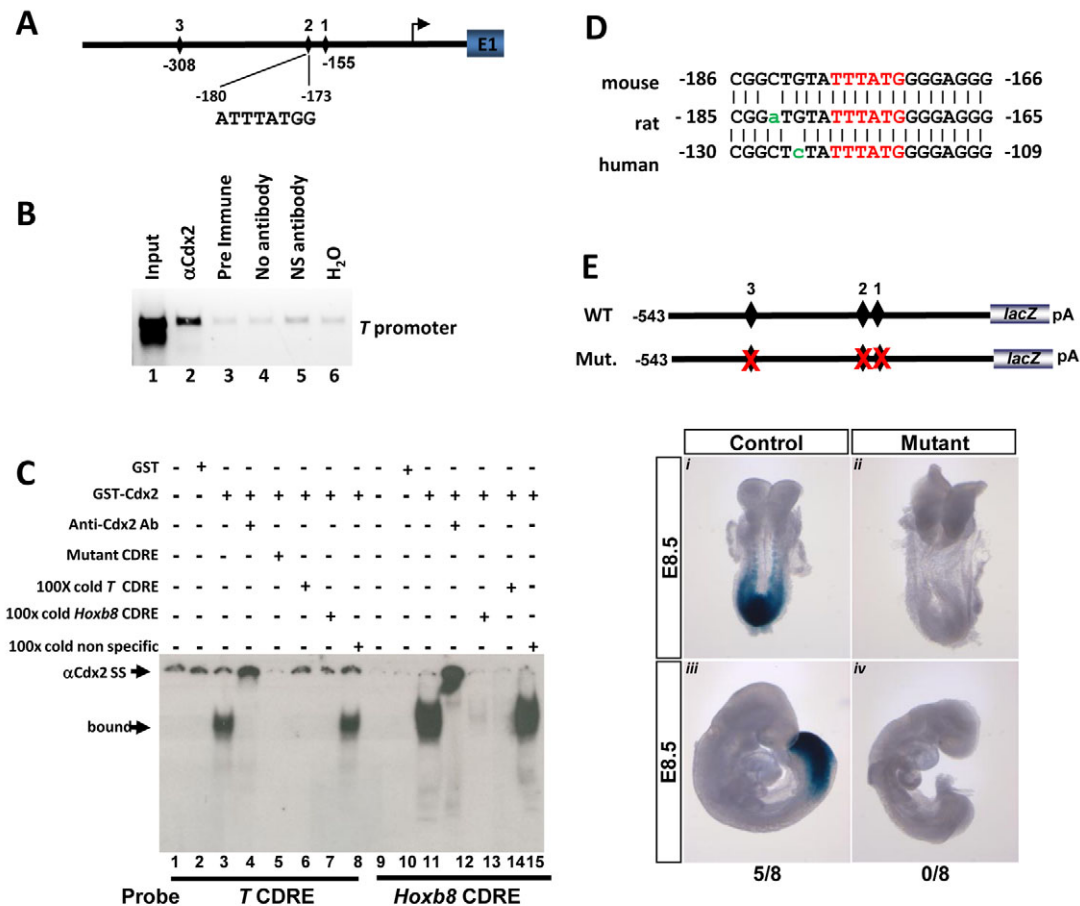 A
3 2 1
E1
-308 -155
-180 -173
ATTTATGG
B
Input
αCdx2
Pre Immune
No antibody
NS antibody
H2O
T promoter
1 2 3 4 5 6
C
GST - + - - - - - - - + - - - - -
GST-Cdx2 - - + + + + + + - - + + + + +
Anti-Cdx2 Ab - - - + - - - - - - - + - - -
Mutant CDRE - - - - + - - - - - - - - - -
100X cold T CDRE - - - - - + - - - - - - - + -
100x cold Hoxb8 CDRE - - - - - - + - - - - - + - -
100x cold non specific - - - - - - - + - - - - - - +
αCdx2 SS
bound
1 2 3 4 5 6 7 8 9 10 11 12 13 14 15
Probe T CDRE Hoxb8 CDRE
D
mouse -186 CGGCTGTATTTATGGGGAGGG -166
rat - 185 CGGaTGTATTTATGGGGAGGG -165
human -130 CGGCTcTATTTATGGGGAGGG -109
E
3 2 1
WT -543 lacZ pA
Mut. -543 X X X lacZ pA
Control Mutant
E8.5 i ii
E8.5 iii iv
5/8 0/8